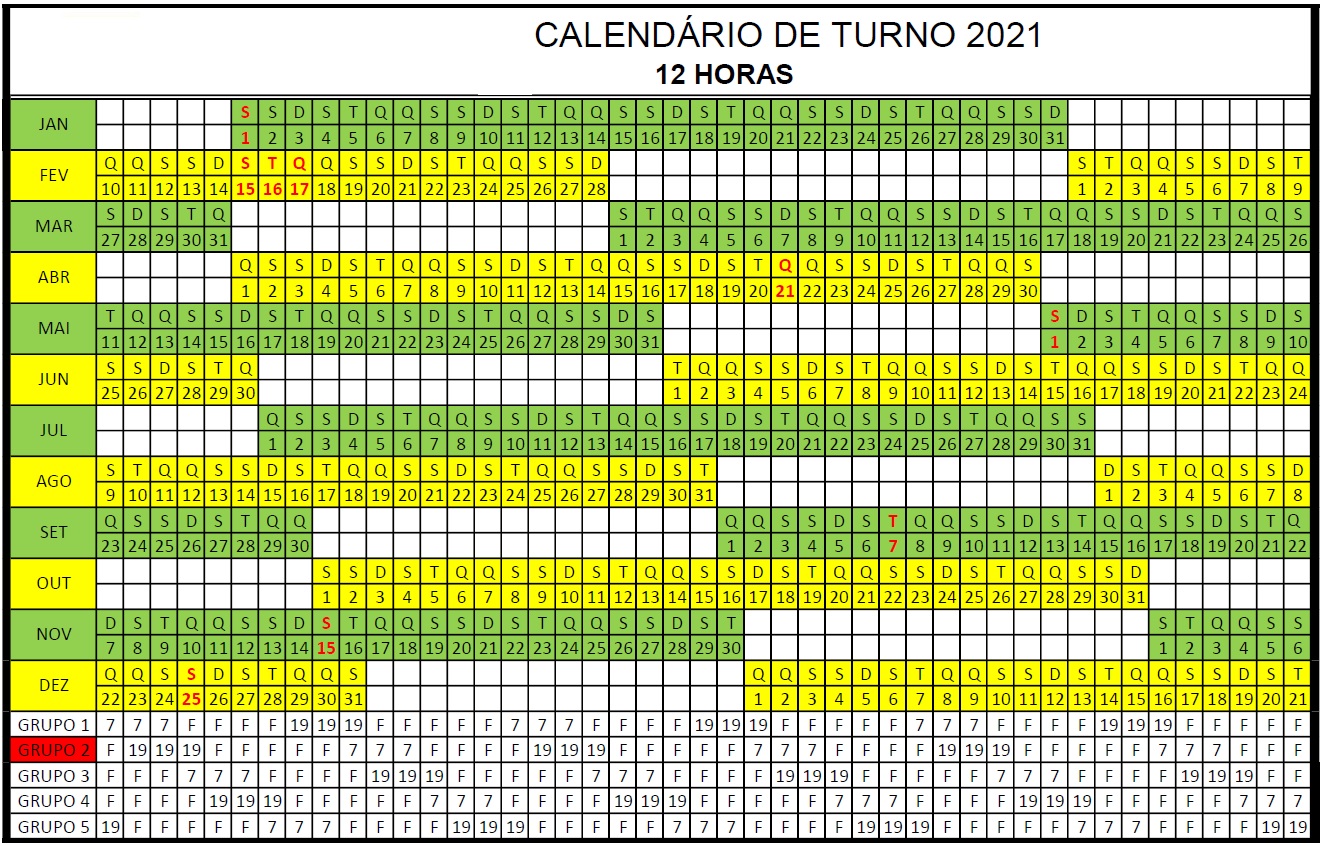 CALENDÁRIO DE TURNO 2021
12 HORAS
JAN S S D S T Q Q S S D S T Q Q S S D S T Q Q S S D S T Q Q S S D
1 2 3 4 5 6 7 8 9 10 11 12 13 14 15 16 17 18 19 20 21 22 23 24 25 26 27 28 29 30 31
FEV Q Q S S D S T Q Q S S D S T Q Q S S D S T Q Q S S D S T
10 11 12 13 14 15 16 17 18 19 20 21 22 23 24 25 26 27 28 1 2 3 4 5 6 7 8 9
MAR S D S T Q S T Q Q S S D S T Q Q S S D S T Q Q S S D S T Q Q S
27 28 29 30 31 1 2 3 4 5 6 7 8 9 10 11 12 13 14 15 16 17 18 19 20 21 22 23 24 25 26
ABR Q S S D S T Q Q S S D S T Q Q S S D S T Q Q S S D S T Q Q S
1 2 3 4 5 6 7 8 9 10 11 12 13 14 15 16 17 18 19 20 21 22 23 24 25 26 27 28 29 30
MAI T Q Q S S D S T Q Q S S D S T Q Q S S D S S D S T Q Q S S D S
11 12 13 14 15 16 17 18 19 20 21 22 23 24 25 26 27 28 29 30 31 1 2 3 4 5 6 7 8 9 10
JUN S S D S T Q T Q Q S S D S T Q Q S S D S T Q Q S S D S T Q Q
25 26 27 28 29 30 1 2 3 4 5 6 7 8 9 10 11 12 13 14 15 16 17 18 19 20 21 22 23 24
JUL Q S S D S T Q Q S S D S T Q Q S S D S T Q Q S S D S T Q Q S S
1 2 3 4 5 6 7 8 9 10 11 12 13 14 15 16 17 18 19 20 21 22 23 24 25 26 27 28 29 30 31
AGO S T Q Q S S D S T Q Q S S D S T Q Q S S D S T D S T Q Q S S D
9 10 11 12 13 14 15 16 17 18 19 20 21 22 23 24 25 26 27 28 29 30 31 1 2 3 4 5 6 7 8
SET Q S S D S T Q Q Q Q S S D S T Q Q S S D S T Q Q S S D S T Q
23 24 25 26 27 28 29 30 1 2 3 4 5 6 7 8 9 10 11 12 13 14 15 16 17 18 19 20 21 22
OUT S S D S T Q Q S S D S T Q Q S S D S T Q Q S S D S T Q Q S S D
1 2 3 4 5 6 7 8 9 10 11 12 13 14 15 16 17 18 19 20 21 22 23 24 25 26 27 28 29 30 31
NOV D S T Q Q S S D S T Q Q S S D S T Q Q S S D S T S T Q Q S S
7 8 9 10 11 12 13 14 15 16 17 18 19 20 21 22 23 24 25 26 27 28 29 30 1 2 3 4 5 6
DEZ Q Q S S D S T Q Q S Q Q S S D S T Q Q S S D S T Q Q S S D S T
22 23 24 25 26 27 28 29 30 31 1 2 3 4 5 6 7 8 9 10 11 12 13 14 15 16 17 18 19 20 21
GRUPO 1 7 7 7 F F F F 19 19 19 F F F F F 7 7 7 F F F F 19 19 19 F F F F F 7 7 7 F F F F 19 19 19 F F F F F
GRUPO 2 F 19 19 19 F F F F F 7 7 7 F F F F 19 19 19 F F F F F 7 7 7 F F F F 19 19 19 F F F F F 7 7 7 F F F
GRUPO 3 F F F 7 7 7 F F F F 19 19 19 F F F F F 7 7 7 F F F F 19 19 19 F F F F F 7 7 7 F F F F 19 19 19 F F
GRUPO 4 F F F F 19 19 19 F F F F F 7 7 7 F F F F 19 19 19 F F F F F 7 7 7 F F F F 19 19 19 F F F F F 7 7 7
GRUPO 5 19 F F F F F 7 7 7 F F F F 19 19 19 F F F F F 7 7 7 F F F F 19 19 19 F F F F F 7 7 7 F F F F 19 19